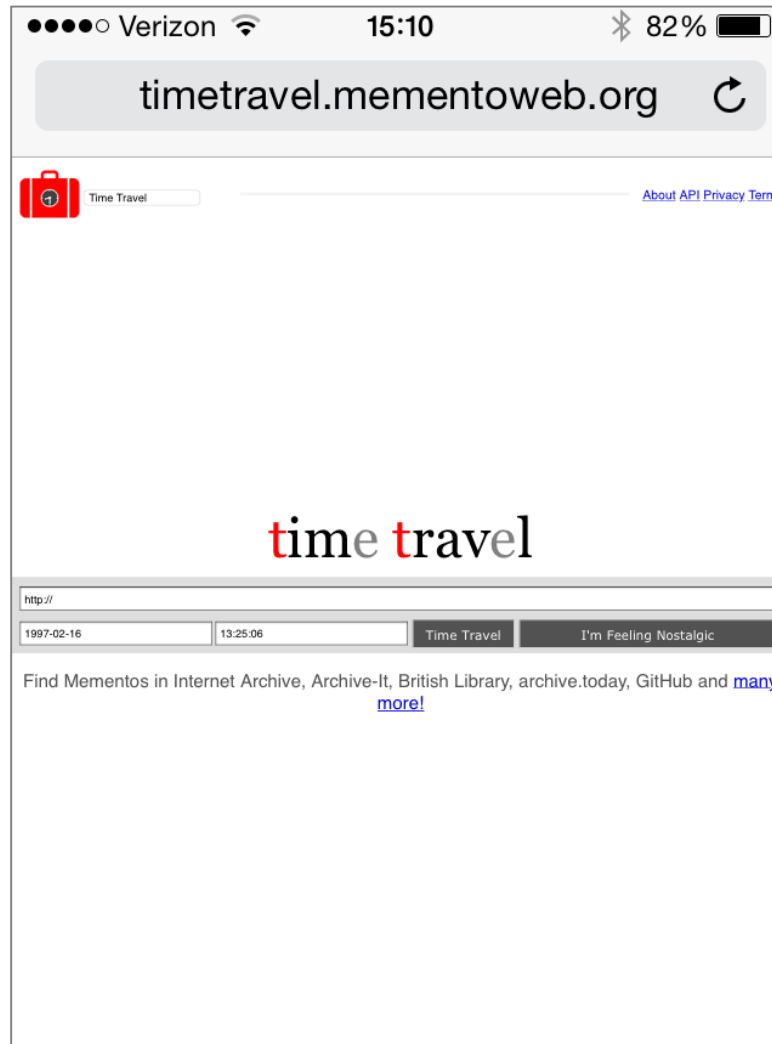 Verizon 15:10 82%
timetravel.mementoweb.org
Time Travel About API Privacy Term
time travel
http://
1997-02-16 13:25:06 Time Travel I'm Feeling Nostalgic
Find Mementos in Internet Archive, Archive-It, British Library, archive.today, GitHub and many
more!